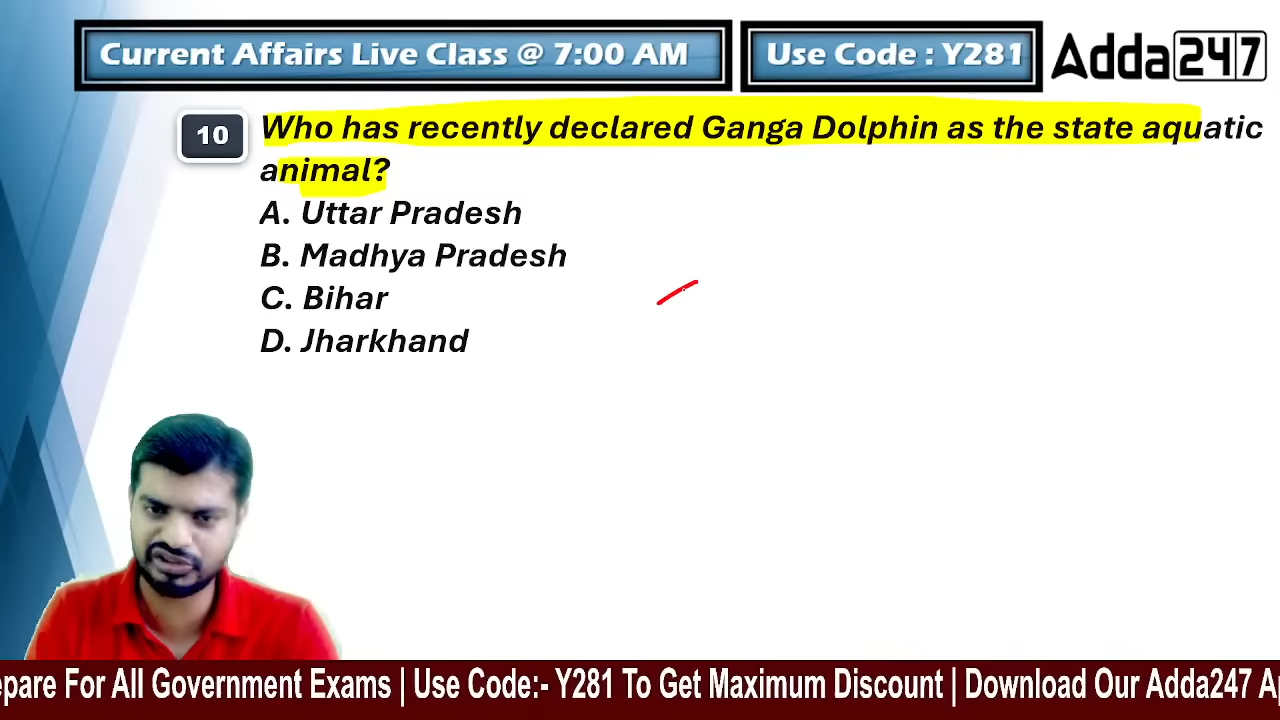 Current Affairs Live Class @ 7:00 AM
Use Code : Y281
Adda247
10
Who has recently declared Ganga Dolphin as the state aquatic
animal?
A. Uttar Pradesh
B. Madhya Pradesh
C. Bihar
D. Jharkhand
epare For All Government Exams | Use Code:- Y281 To Get Maximum Discount | Download Our Adda247 Ap